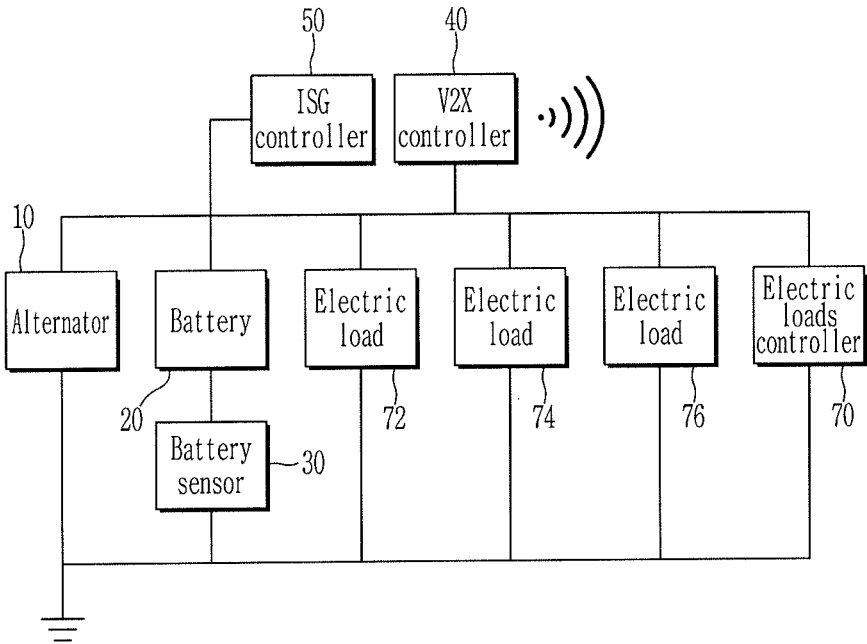 50
40
ISG
controller
V2X
controller
10
Alternator
Battery
Electric
load
Electric
load
Electric
load
Electric
loads
controller
20
72
74
76
70
Battery
sensor
30